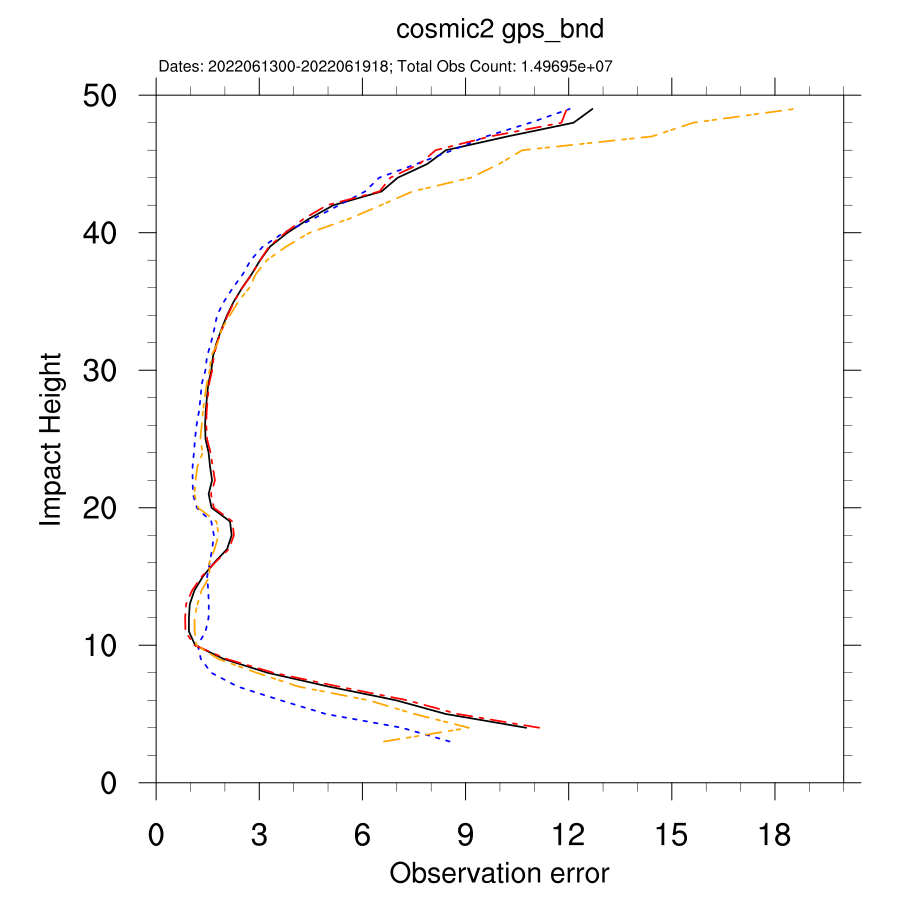 cosmic2 gps_bnd
Dates: 2022061300-2022061918; Total Obs Count: 1.49695e+07
50
40
30
20
10
0
Impact Height
0 3 6 9 12 15 18
Observation error